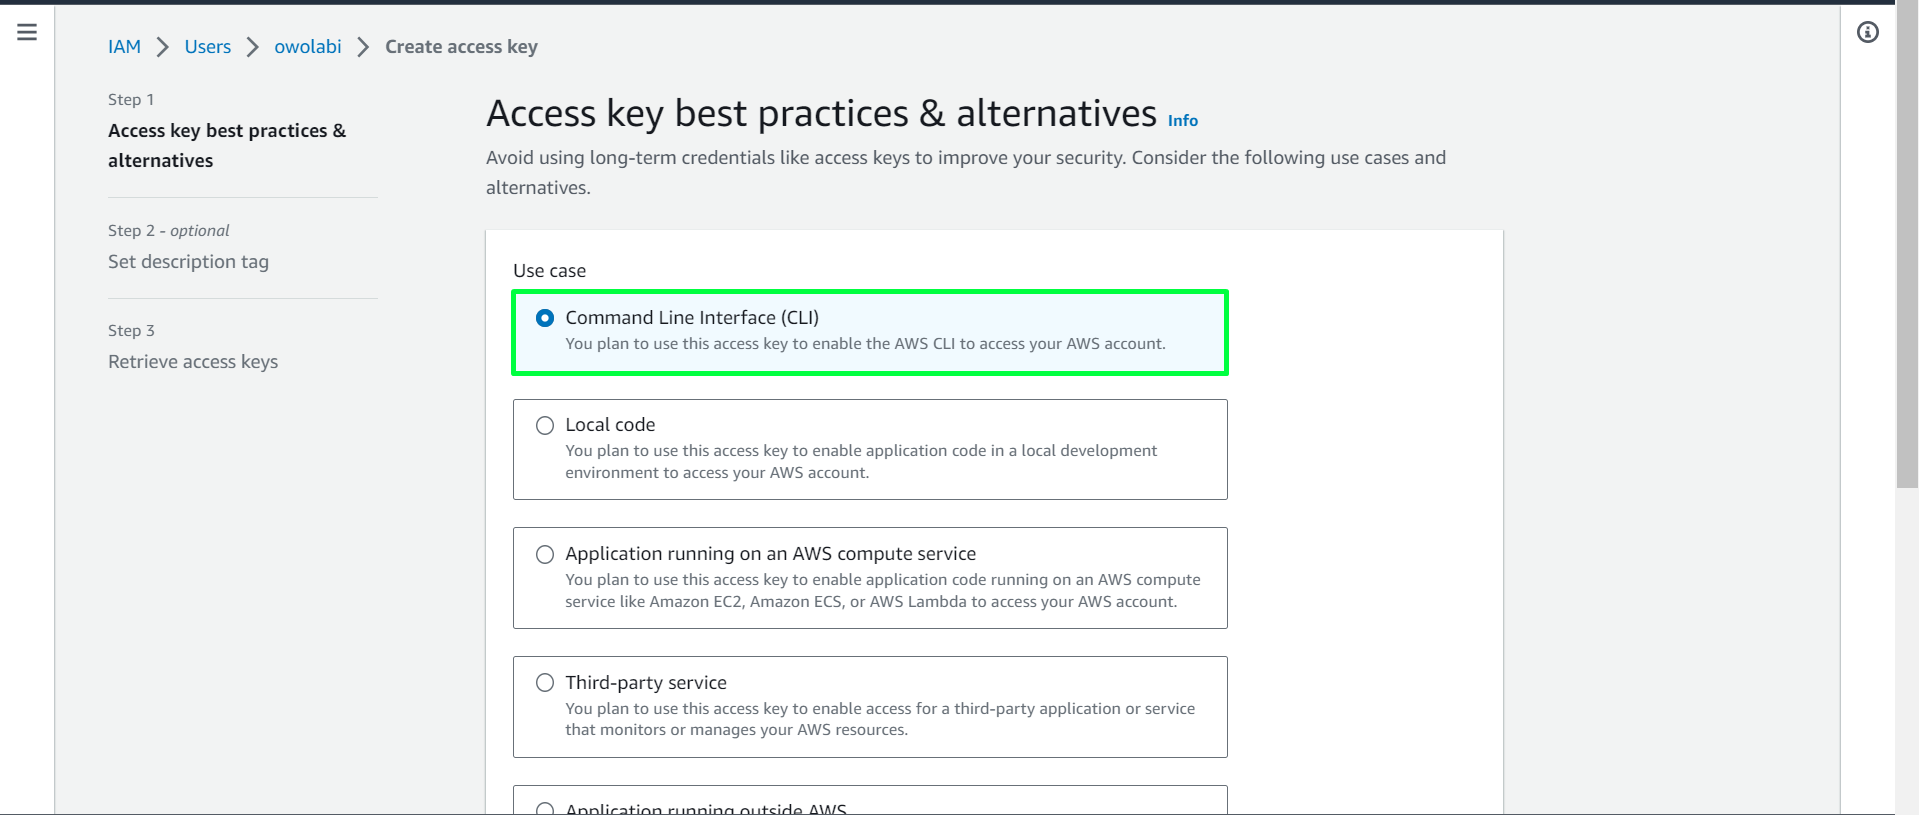 IAM > Users > owolabi > Create access key
Step 1
Access key best practices &
alternatives
Step 2 - optional
Set description tag
Step 3
Retrieve access keys
Access key best practices & alternatives Info
Avoid using long-term credentials like access keys to improve your security. Consider the following use cases and
alternatives.
Use case
Command Line Interface (CLI)
You plan to use this access key to enable the AWS CLI to access your AWS account.
Local code
You plan to use this access key to enable application code in a local development
environment to access your AWS account.
Application running on an AWS compute service
You plan to use this access key to enable application code running on an AWS compute
service like Amazon EC2, Amazon ECS, or AWS Lambda to access your AWS account.
Third-party service
You plan to use this access key to enable access for a third-party application or service
that monitors or manages your AWS resources.
Application running outside AWS